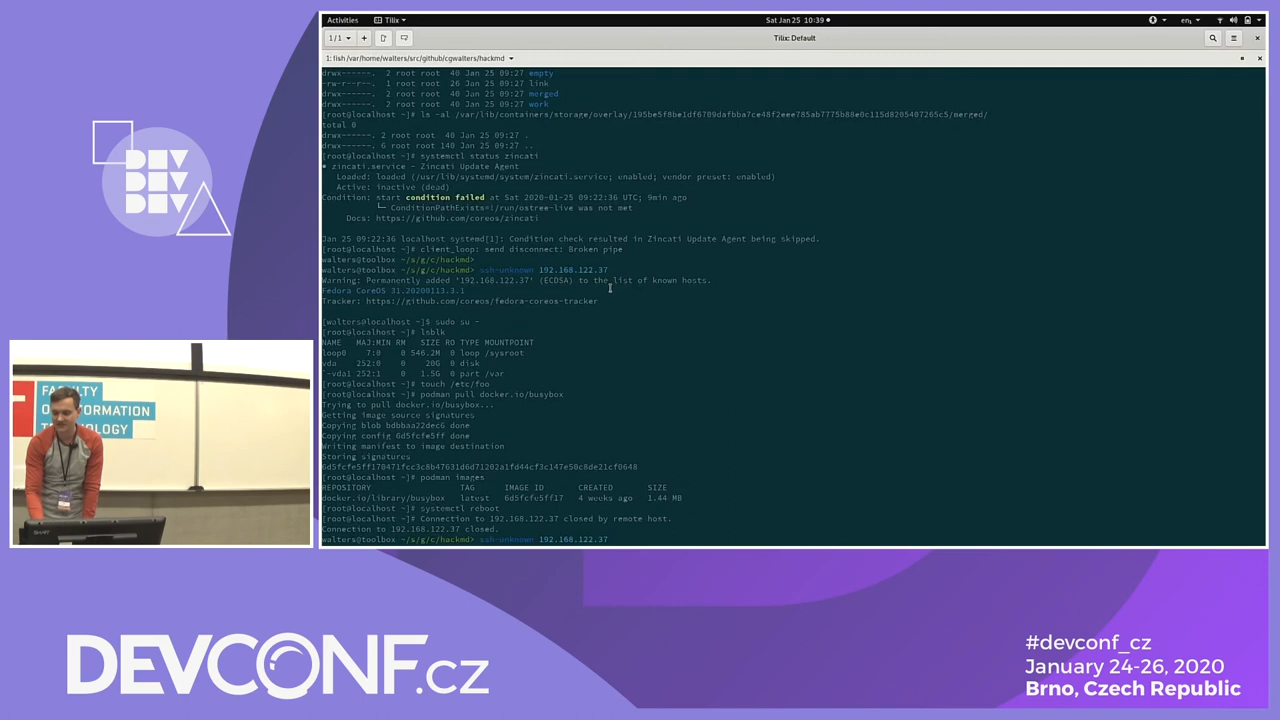 Activities
Tilix
Sat Jan 25 10:39
en
1/1
Tilix: Default
1: fish /var/home/walters/src/github/cgwalters/hackmd
drwx------. 2 root root 40 Jan 25 09:27 empty
-rw-r--r--. 1 root root 26 Jan 25 09:27 link
drwx------. 2 root root 40 Jan 25 09:27 merged
drwx------. 2 root root 40 Jan 25 09:27 work
[root@localhost ~]# ls -al /var/lib/containers/storage/overlay/195be5f8be1df6709dafbba7ce48f2eee785ab7775b88e0c115d8205407265c5/merged/
total 0
drwx------. 2 root root 40 Jan 25 09:27 .
drwx------. 6 root root 140 Jan 25 09:27 ..
[root@localhost ~]# systemctl status zincati
● zincati.service - Zincati Update Agent
Loaded: loaded (/usr/lib/systemd/system/zincati.service; enabled; vendor preset: enabled)
Active: inactive (dead)
Condition: start condition failed at Sat 2020-01-25 09:22:36 UTC; 9min ago
└─ ConditionPathExists=!/run/ostree-live was not met
Docs: https://github.com/coreos/zincati
Jan 25 09:22:36 localhost systemd[1]: Condition check resulted in Zincati Update Agent being skipped.
[root@localhost ~]# client_loop: send disconnect: Broken pipe
walters@toolbox ~/s/g/c/hackmd>
walters@toolbox ~/s/g/c/hackmd> ssh-unknown 192.168.122.37
Warning: Permanently added '192.168.122.37' (ECDSA) to the list of known hosts.
Fedora CoreOS 31.20200113.3.1
Tracker: https://github.com/coreos/fedora-coreos-tracker
[walters@localhost ~]$ sudo su -
[root@localhost ~]# lsblk
NAME MAJ:MIN RM SIZE RO TYPE MOUNTPOINT
loop0 7:0 0 546.2M 0 loop /sysroot
vda 252:0 0 20G 0 disk
`-vda1 252:1 0 1.5G 0 part /var
[root@localhost ~]# touch /etc/foo
[root@localhost ~]# podman pull docker.io/busybox
Trying to pull docker.io/busybox...
Getting image source signatures
Copying blob bdbbaa22dec6 done
Copying config 6d5fcfe5ff done
Writing manifest to image destination
Storing signatures
6d5fcfe5ff170471fcc3c8b47631d6d71202a1fd44cf3c147e50c8de21cf0648
[root@localhost ~]# podman images
REPOSITORY TAG IMAGE ID CREATED SIZE
docker.io/library/busybox latest 6d5fcfe5ff17 4 weeks ago 1.44 MB
[root@localhost ~]# systemctl reboot
[root@localhost ~]# Connection to 192.168.122.37 closed by remote host.
Connection to 192.168.122.37 closed.
walters@toolbox ~/s/g/c/hackmd> ssh-unknown 192.168.122.37
DEV
DEV
DEV
FACULTY
OF INFORMATION
TECHNOLOGY
DEVCONF.cz
#devconf_cz
January 24-26, 2020
Brno, Czech Republic